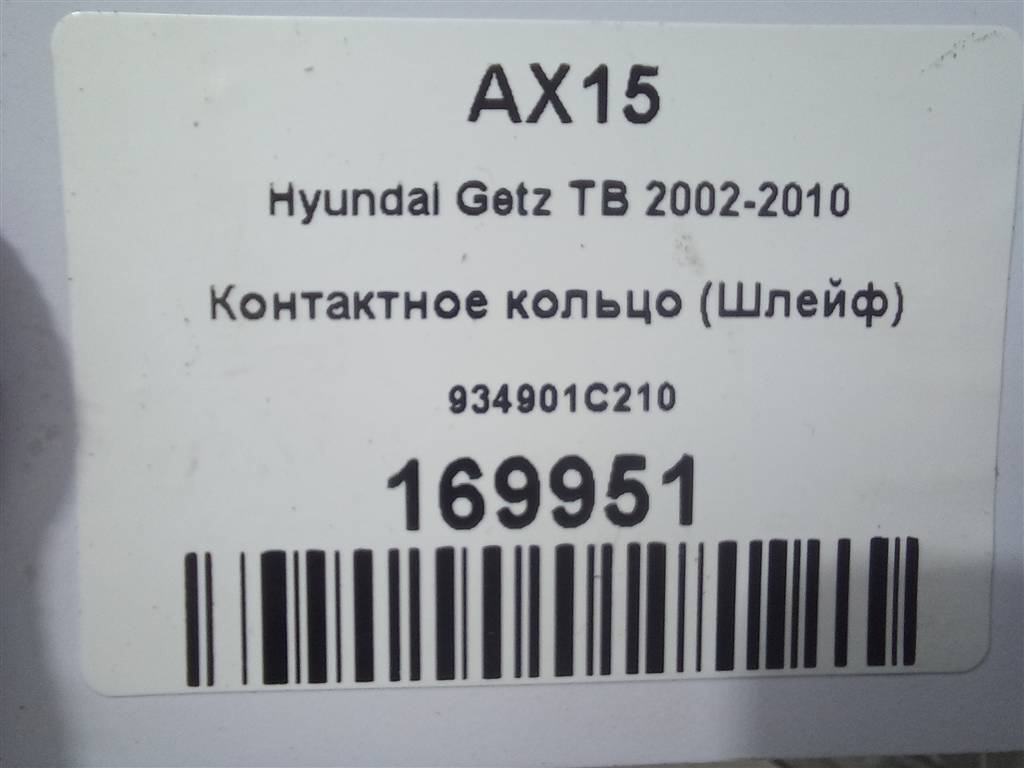 AX15
Hyundai Getz TB 2002-2010
Контактное кольцо (Шлейф)
934901C210
169951